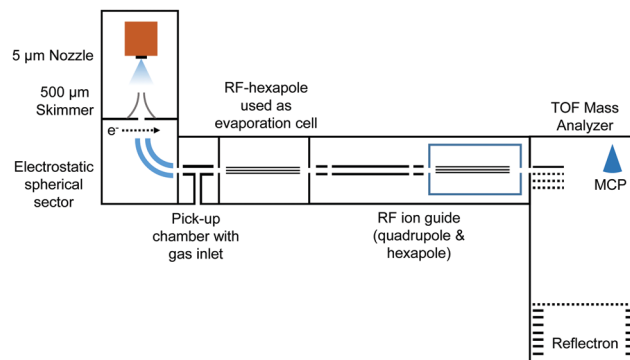 5 µm Nozzle
500 µm
Skimmer
e-
Electrostatic
spherical
sector
Pick-up
chamber with
gas inlet
RF-hexapole
used as
evaporation cell
RF ion guide
(quadrupole &
hexapole)
TOF Mass
Analyzer
MCP
Reflectron